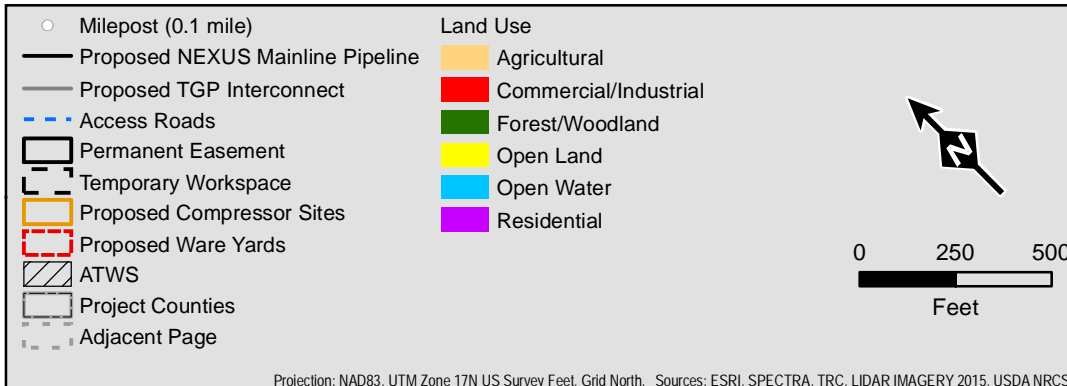 Milepost (0.1 mile)
Proposed NEXUS Mainline Pipeline
Proposed TGP Interconnect
Access Roads
Permanent Easement
Temporary Workspace
Proposed Compressor Sites
Proposed Ware Yards
ATWS
Project Counties
Adjacent Page
Land Use
Agricultural
Commercial/Industrial
Forest/Woodland
Open Land
Open Water
Residential
N
0 250 500
Feet
Projection: NAD83, UTM Zone 17N US Survey Feet, Grid North, Sources: ESRI, SPECTRA, TRC, LIDAR IMAGERY 2015, USDA NRCS